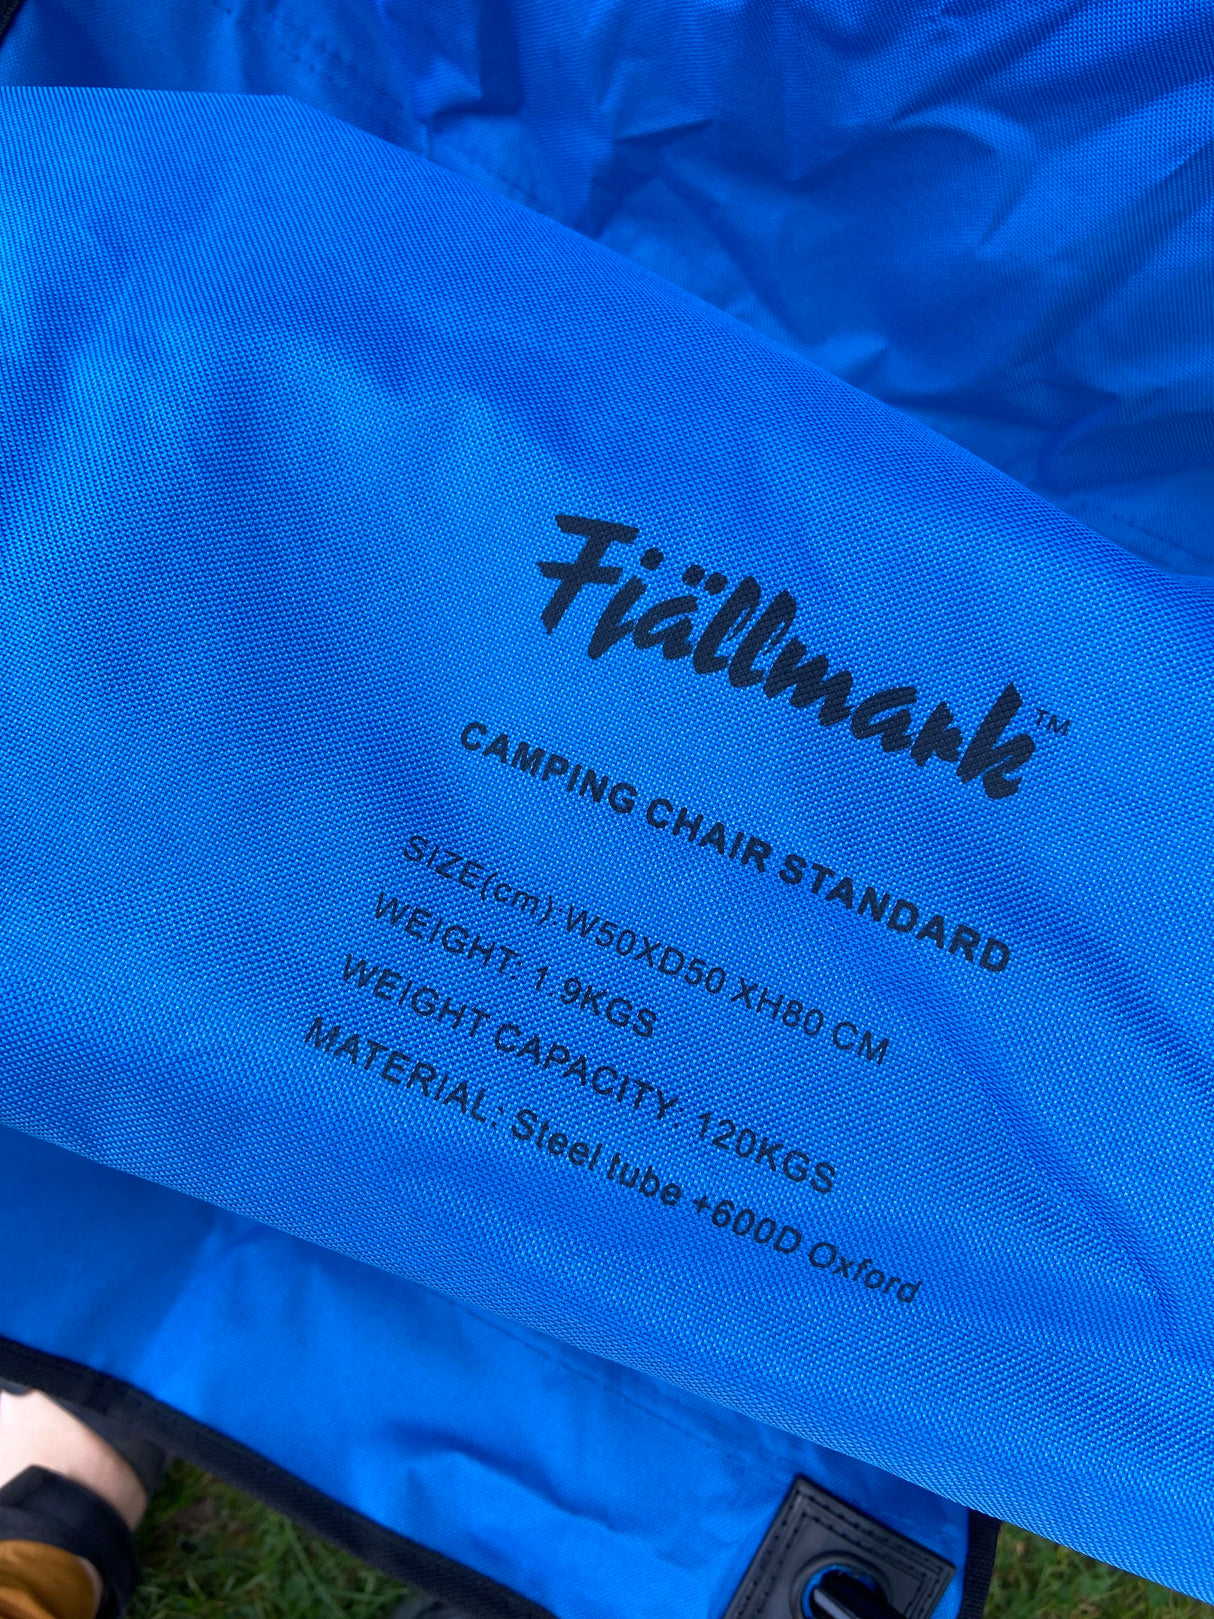 Fjällmark™
CAMPING CHAIR STANDARD
SIZE(cm): W50XD50 XH80 CM
WEIGHT: 1.9KGS
WEIGHT CAPACITY: 120KGS
MATERIAL: Steel tube +600D Oxford